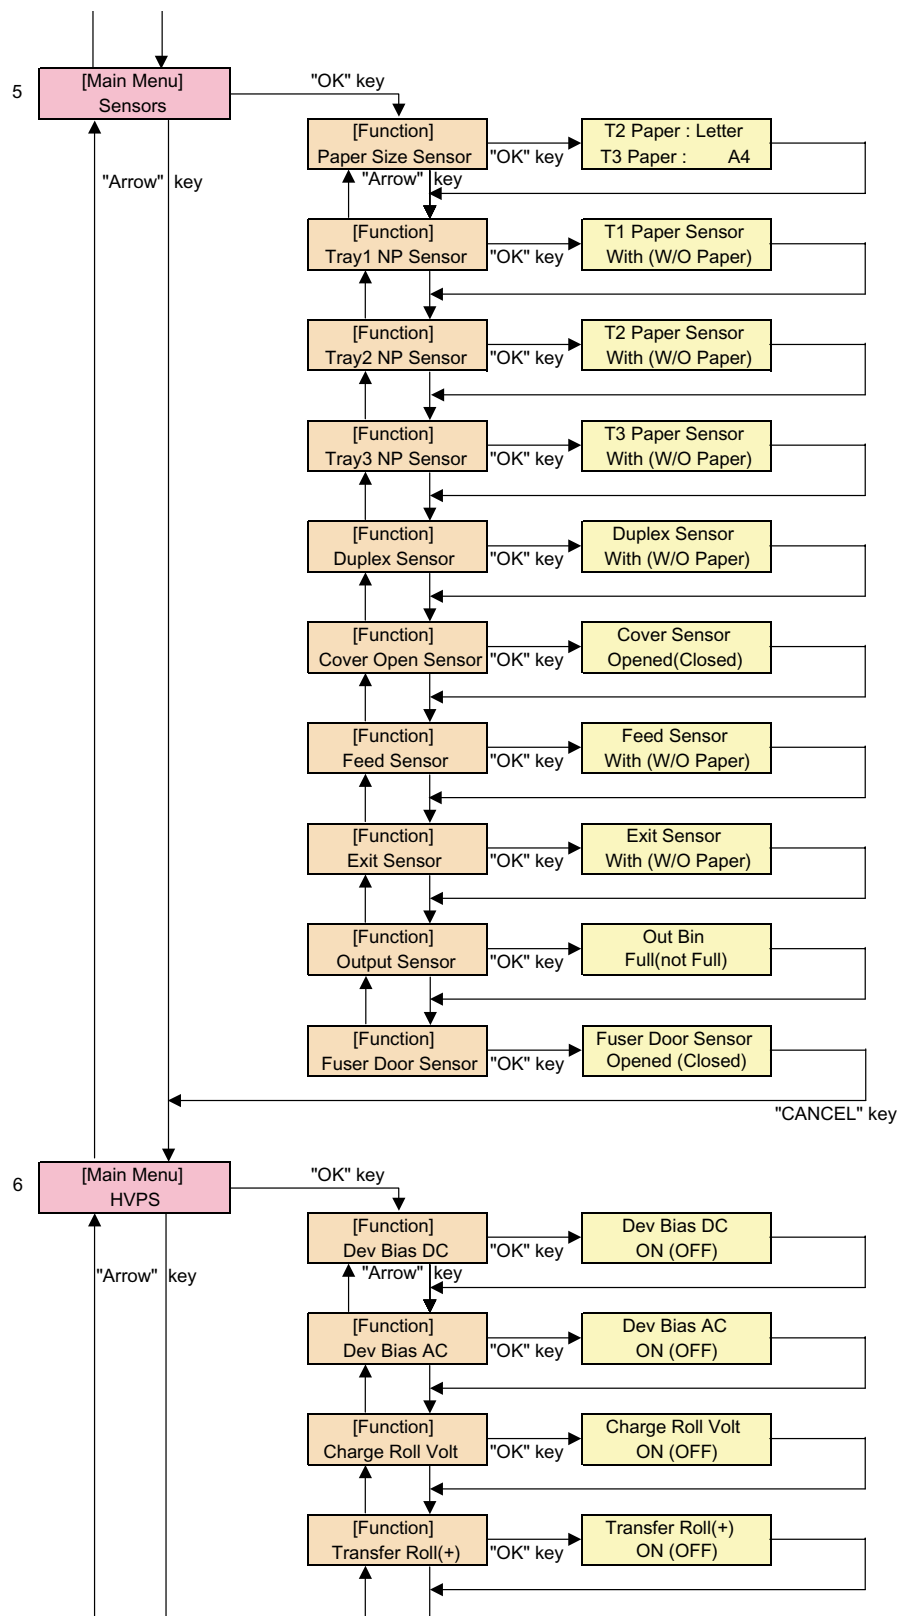 5
[Main Menu]
Sensors
"OK" key
"Arrow" key
[Function]
Paper Size Sensor
"OK" key
T2 Paper : Letter
T3 Paper : A4
"Arrow" key
[Function]
Tray1 NP Sensor
"OK" key
T1 Paper Sensor
With (W/O Paper)
[Function]
Tray2 NP Sensor
"OK" key
T2 Paper Sensor
With (W/O Paper)
[Function]
Tray3 NP Sensor
"OK" key
T3 Paper Sensor
With (W/O Paper)
[Function]
Duplex Sensor
"OK" key
Duplex Sensor
With (W/O Paper)
[Function]
Cover Open Sensor
"OK" key
Cover Sensor
Opened(Closed)
[Function]
Feed Sensor
"OK" key
Feed Sensor
With (W/O Paper)
[Function]
Exit Sensor
"OK" key
Exit Sensor
With (W/O Paper)
[Function]
Output Sensor
"OK" key
Out Bin
Full(not Full)
[Function]
Fuser Door Sensor
"OK" key
Fuser Door Sensor
Opened (Closed)
"CANCEL" key
6
[Main Menu]
HVPS
"OK" key
"Arrow" key
[Function]
Dev Bias DC
"OK" key
Dev Bias DC
ON (OFF)
"Arrow" key
[Function]
Dev Bias AC
"OK" key
Dev Bias AC
ON (OFF)
[Function]
Charge Roll Volt
"OK" key
Charge Roll Volt
ON (OFF)
[Function]
Transfer Roll(+)
"OK" key
Transfer Roll(+)
ON (OFF)